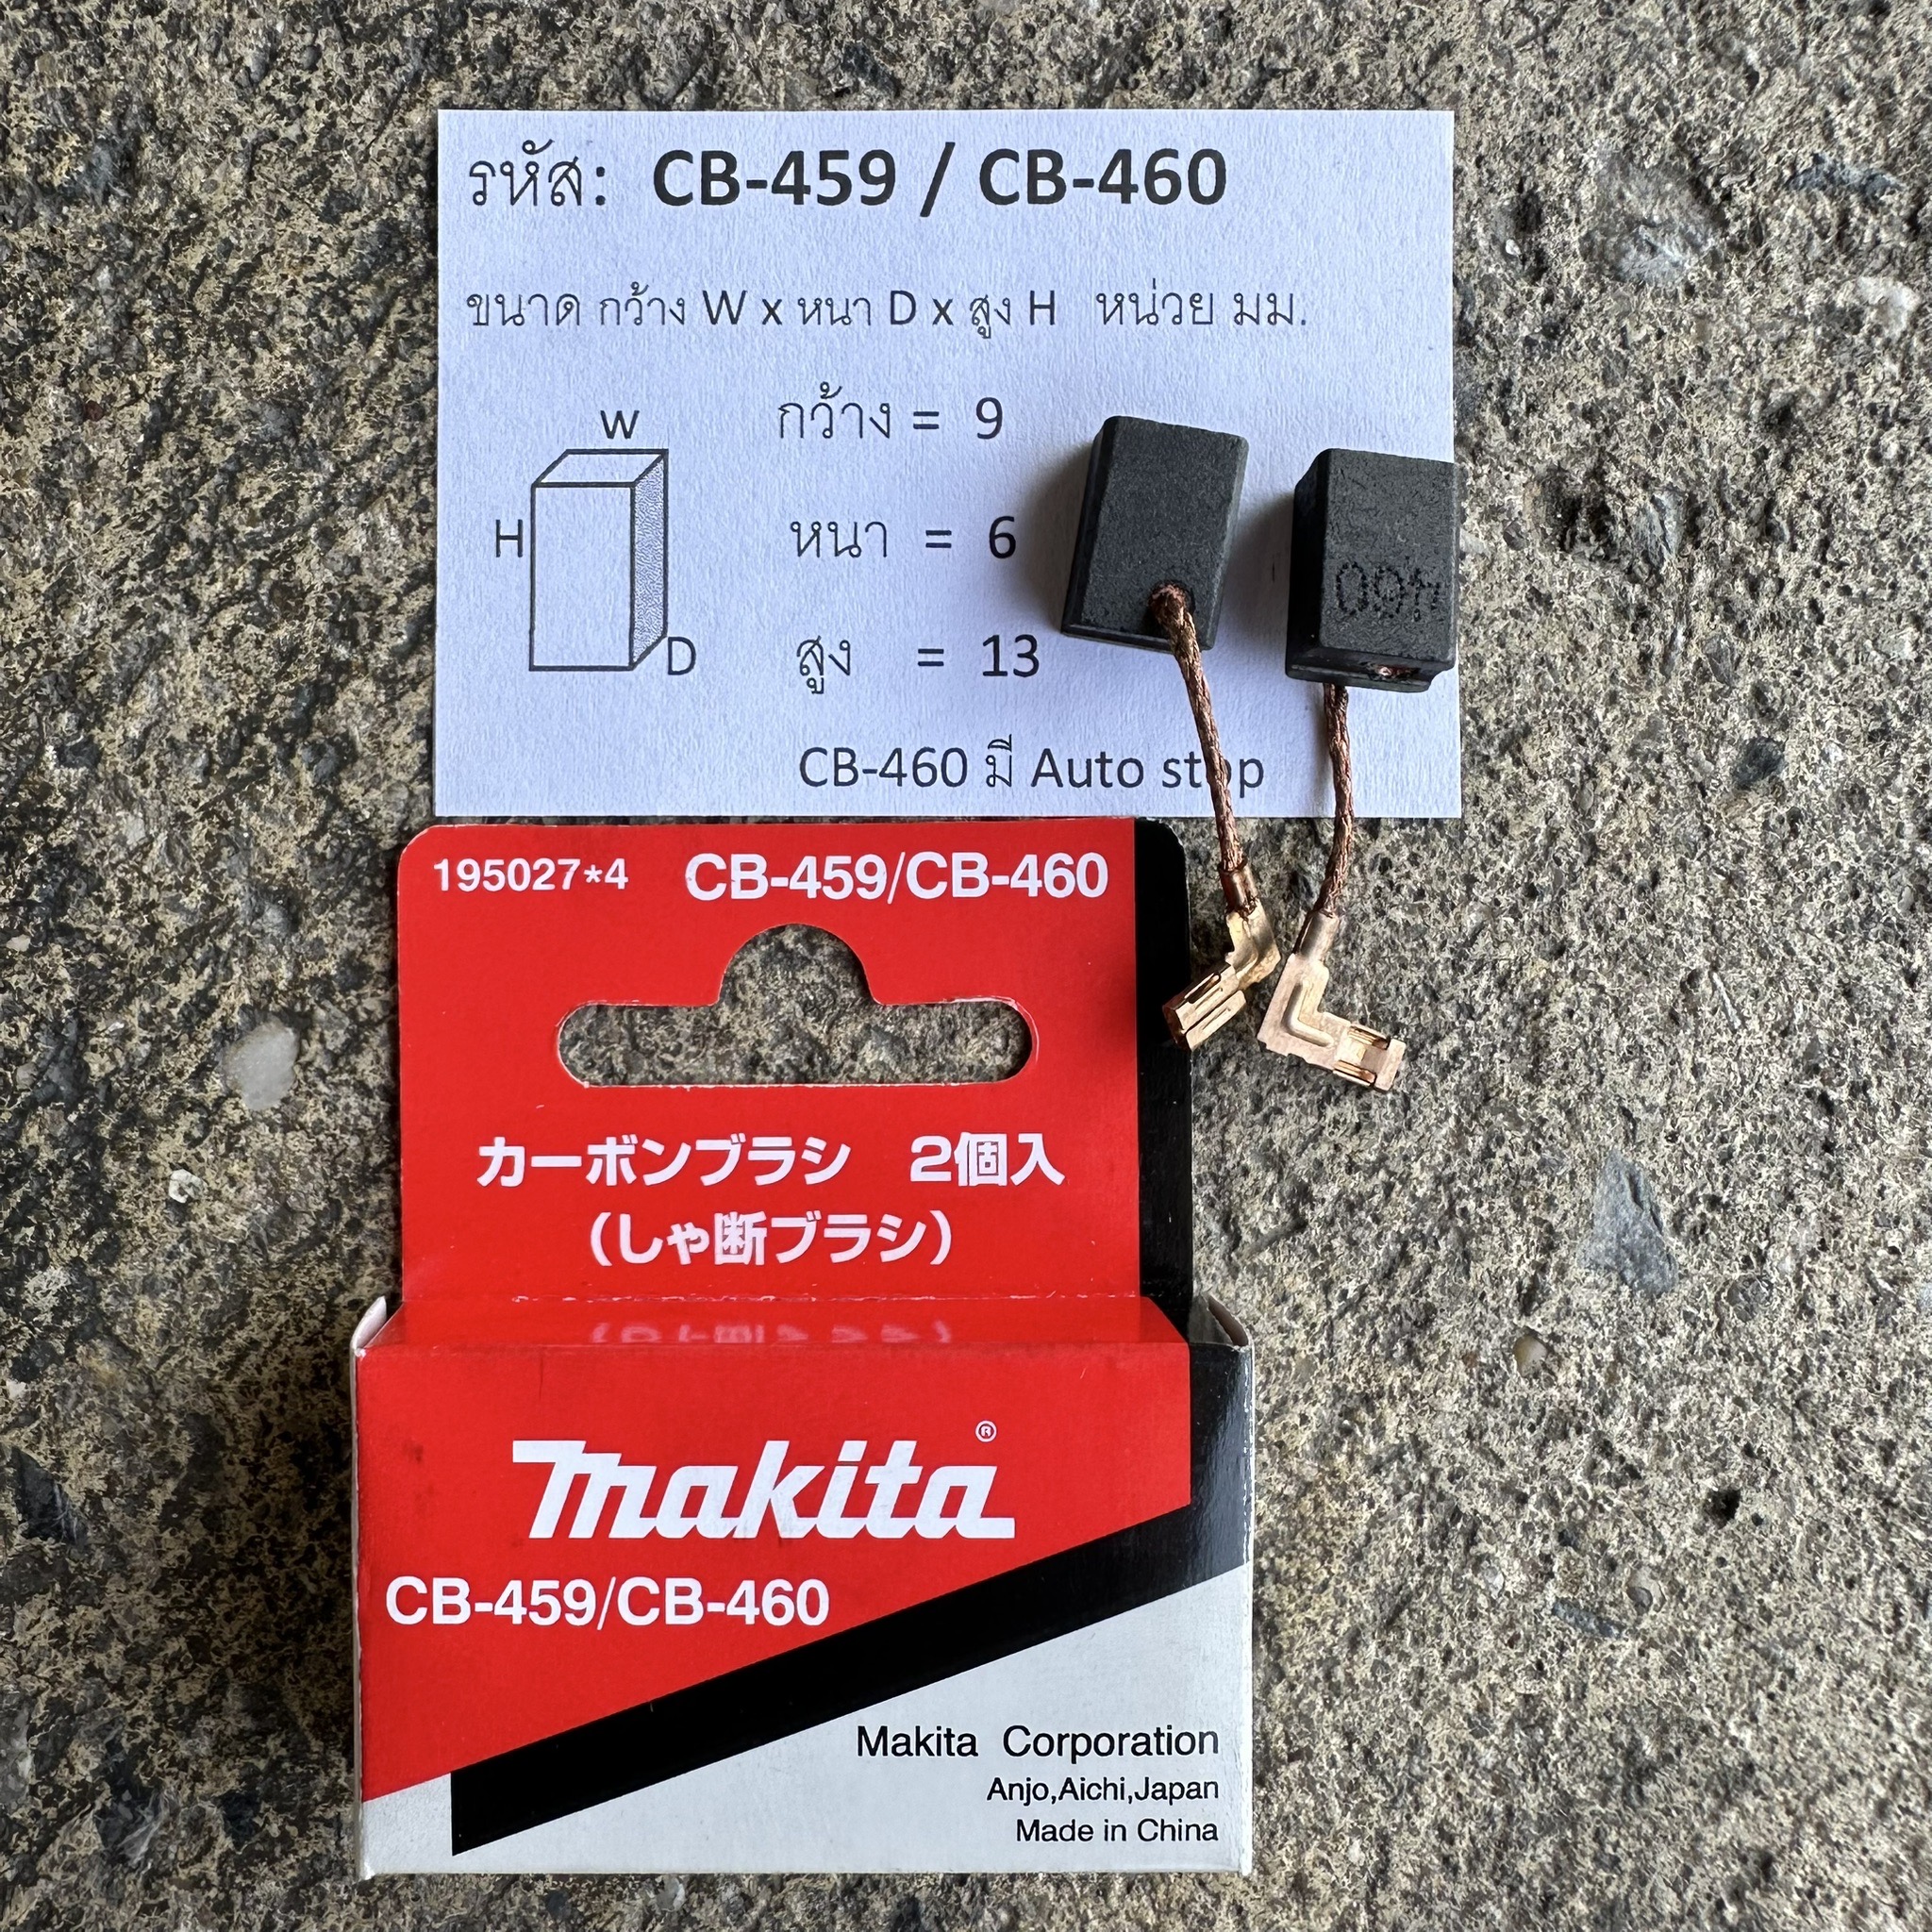 รหัส: CB-459 / CB-460
ขนาด กว้าง W x หนา D x สูง H หน่วย มม.
W
H
D
กว้าง = 9
หนา = 6
สูง = 13
CB-460 มี Auto stop
460
195027*4 CB-459/CB-460
カーボンブラシ 2個入
(しゃ断ブラシ)
makita®
CB-459/CB-460
Makita Corporation
Anjo,Aichi,Japan
Made in China